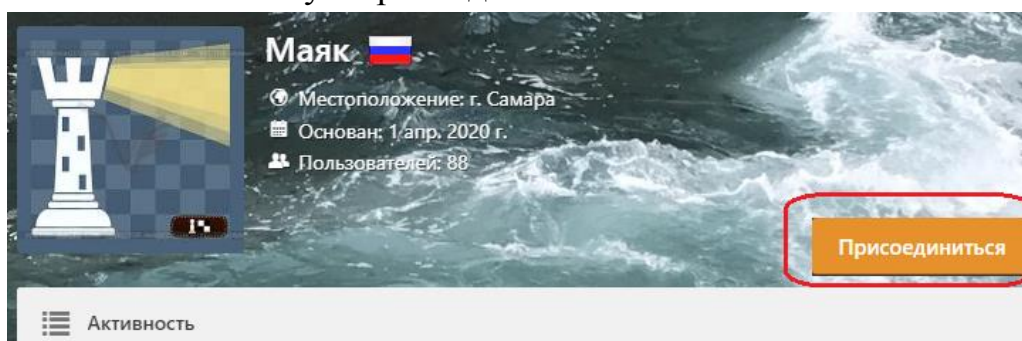 Маяк
Местоположение: г. Самара
Основан: 1 апр. 2020 г.
Пользователей: 88
Присоединиться
Активность